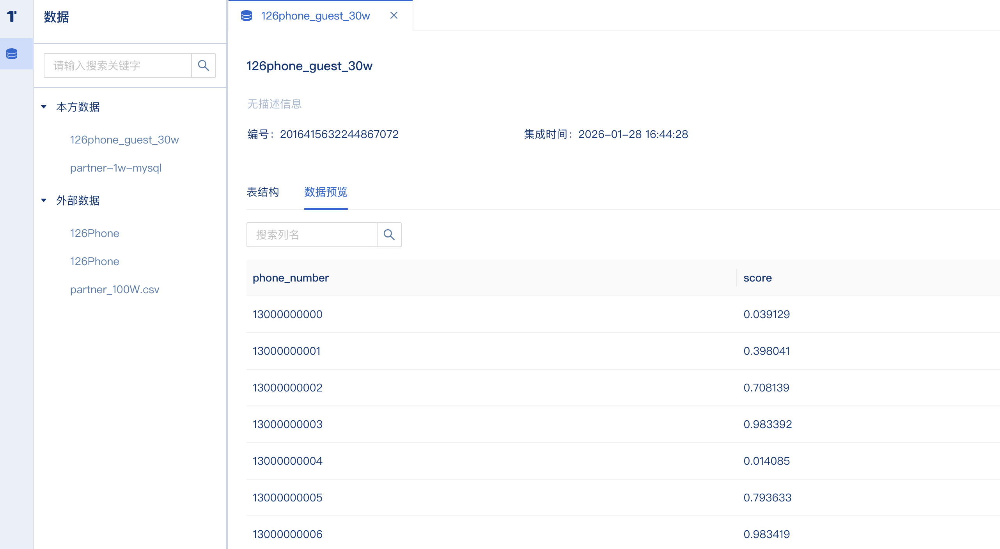 数据
请输入搜索关键字
本方数据
126phone_guest_30w
partner-1w-mysql
外部数据
126Phone
126Phone
partner_100W.csv
126phone_guest_30w
126phone_guest_30w
无描述信息
编号：2016415632244867072 集成时间：2026-01-28 16:44:28
表结构 数据预览
搜索列名
phone_number score
13000000000 0.039129
13000000001 0.398041
13000000002 0.708139
13000000003 0.983392
13000000004 0.014085
13000000005 0.793633
13000000006 0.983419